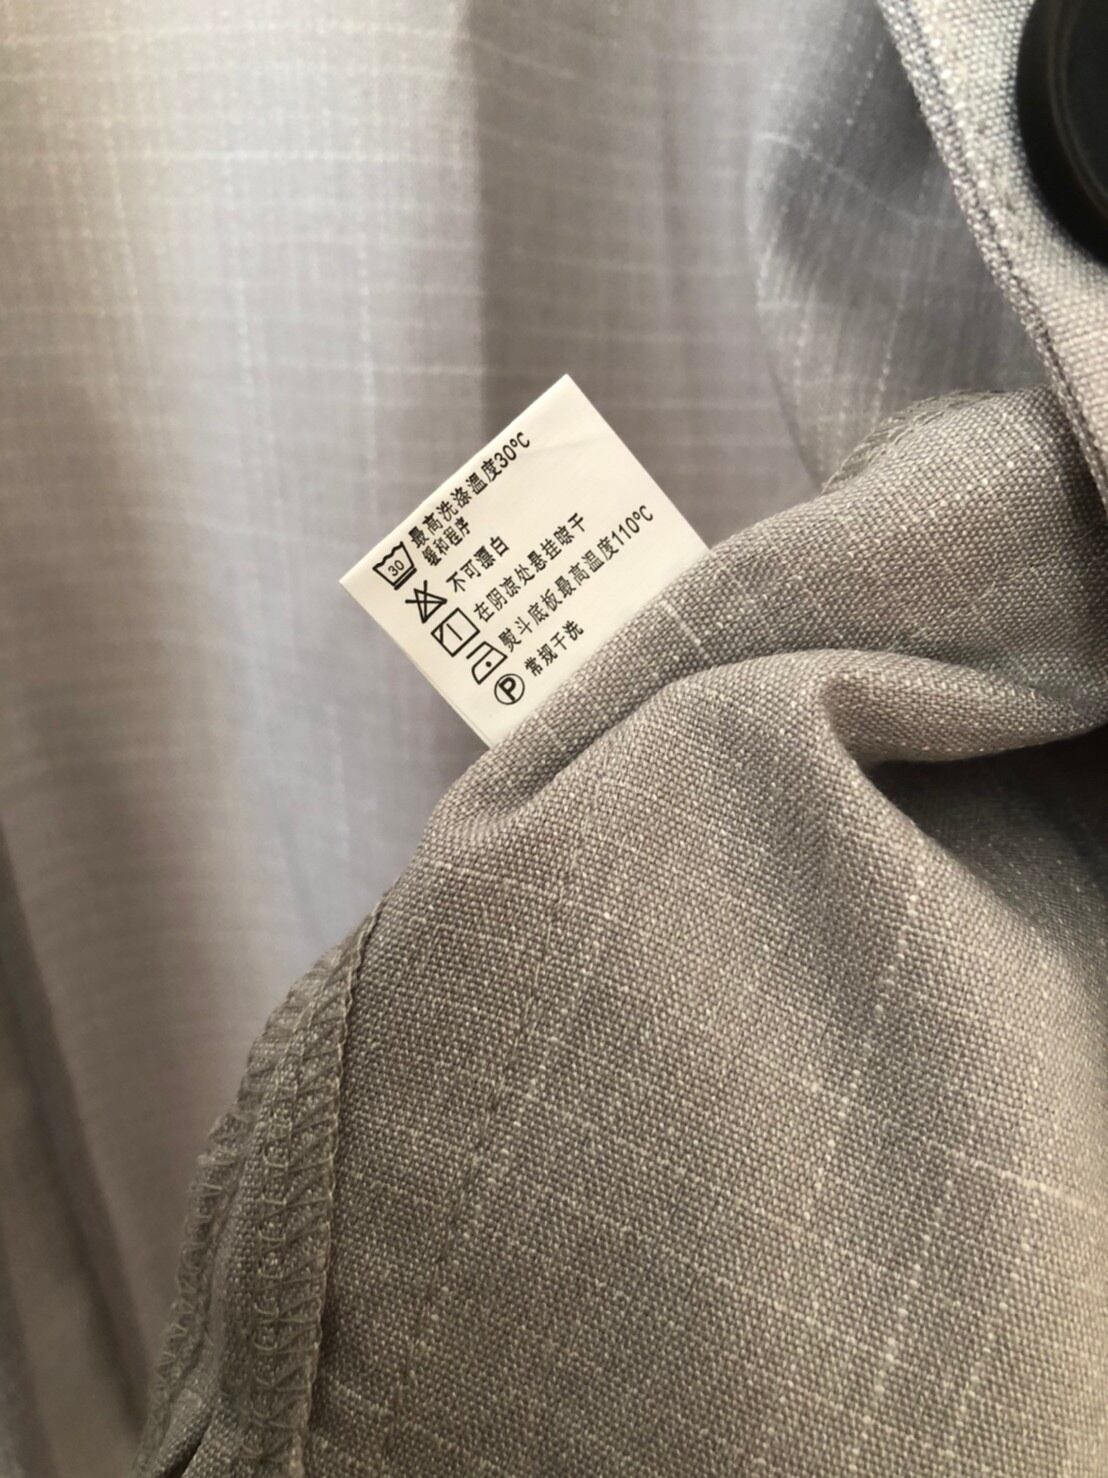 30 最高洗涤温度30℃
缓和程序
不可漂白
在阴凉处悬挂晾干
熨斗底板最高温度110℃
P 常规干洗